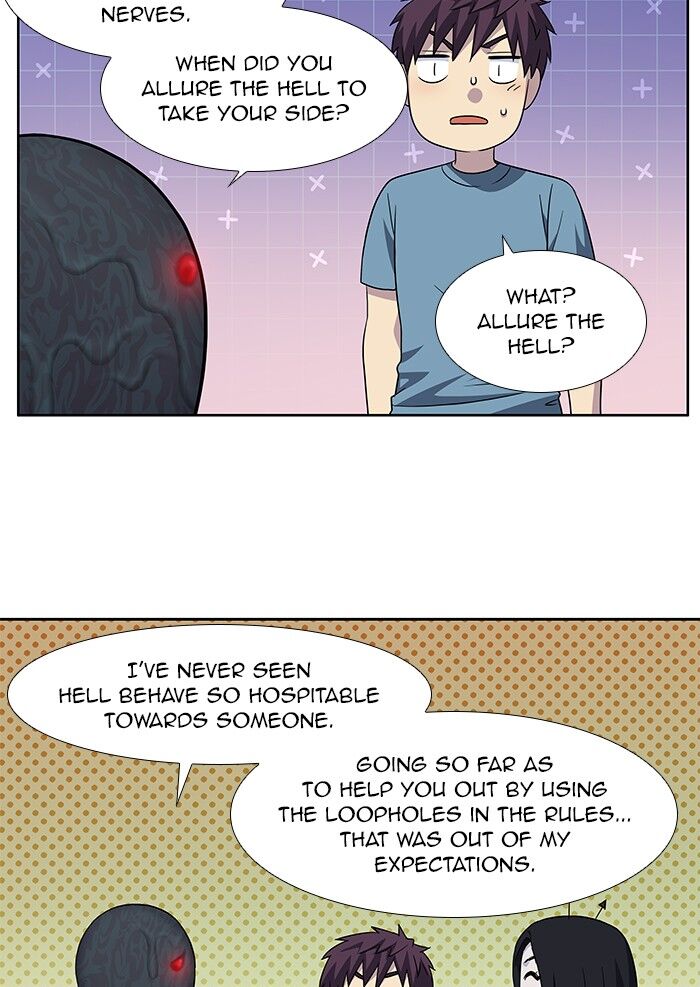 NERVES.
WHEN DID YOU
ALLURE THE HELL TO
TAKE YOUR SIDE?
WHAT?
ALLURE THE
HELL?
I'VE NEVER SEEN
HELL BEHAVE SO HOSPITABLE
TOWARDS SOMEONE.
GOING SO FAR AS
TO HELP YOU OUT BY USING
THE LOOPHOLES IN THE RULES...
THAT WAS OUT OF MY
EXPECTATIONS.